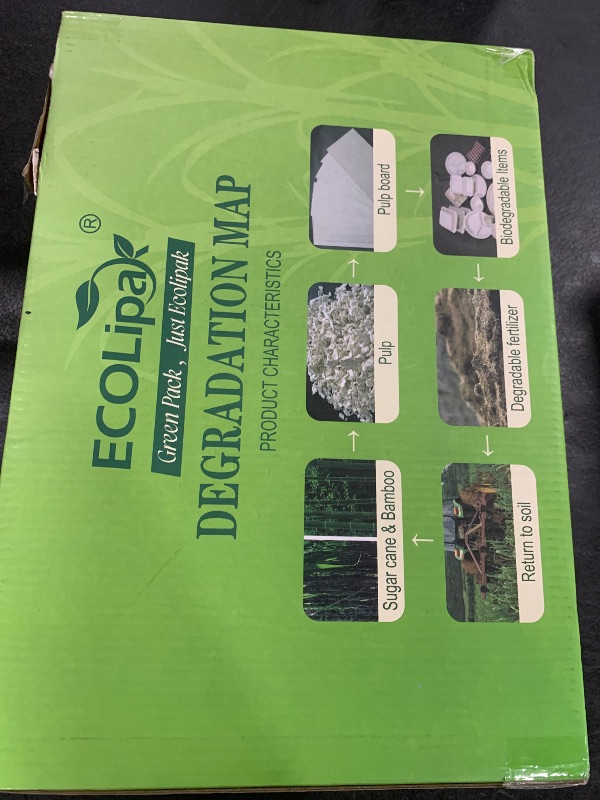 ECOLipak®
Green Pack, Just Ecolipak
DEGRADATION MAP
PRODUCT CHARACTERISTICS
Sugar cane & Bamboo
Pulp
Pulp board
Return to soil
Degradable fertilizer
Biodegradable Items